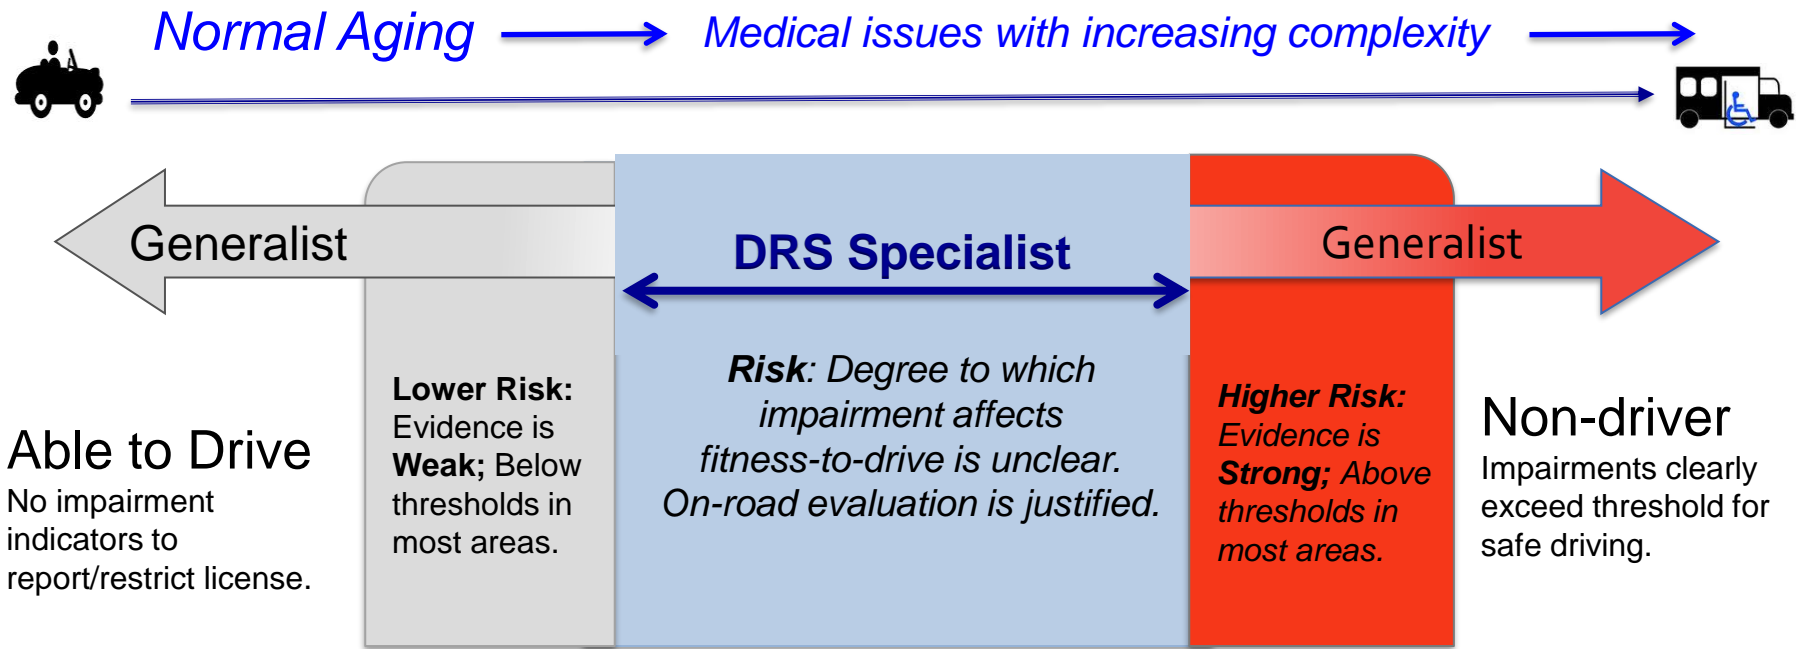 Normal Aging
Medical issues with increasing complexity
Generalist
DRS Specialist
Generalist
Able to Drive
No impairment
indicators to
report/restrict license.
Lower Risk:
Evidence is
Weak; Below
thresholds in
most areas.
Risk: Degree to which
impairment affects
fitness-to-drive is unclear.
On-road evaluation is justified.
Higher Risk:
Evidence is
Strong; Above
thresholds in
most areas.
Non-driver
Impairments clearly
exceed threshold for
safe driving.